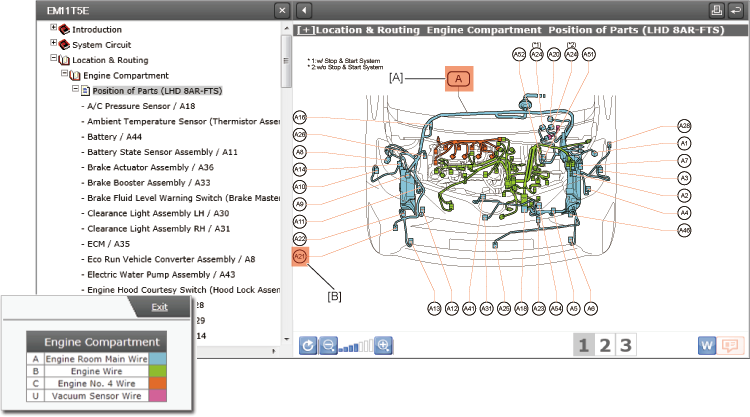 EM11T5E
Introduction
System Circuit
Location & Routing
Engine Compartment
Position of Parts (LHD 8AR-FTS)
- A/C Pressure Sensor / A18
- Ambient Temperature Sensor (Thermistor Assem
- Battery / A44
- Battery State Sensor Assembly / A11
- Brake Actuator Assembly / A36
- Brake Booster Assembly / A33
- Brake Fluid Level Warning Switch (Brake Master
- Clearance Light Assembly LH / A30
- Clearance Light Assembly RH / A31
- ECM / A35
- Eco Run Vehicle Converter Assembly / A8
- Electric Water Pump Assembly / A43
- Engine Hood Courtesy Switch (Hood Lock Assem
28
29
14
[+]Location & Routing Engine Compartment Position of Parts (LHD 8AR-FTS)
* 1: w/ Stop & Start System
* 2: w/o Stop & Start System
[A]
A
(*1) (*2)
A52 A24 A20 A24 A51
A16
A26
A8
A14
A10
A9
A11
A22
A21
[B]
A28
A1
A7
A3
A2
A4
A46
A13 A12 A41 A31 A25 A18 A23 A54 A5 A6
1 2 3
W
Exit
Engine Compartment
A Engine Room Main Wire
B Engine Wire
C Engine No. 4 Wire
U Vacuum Sensor Wire